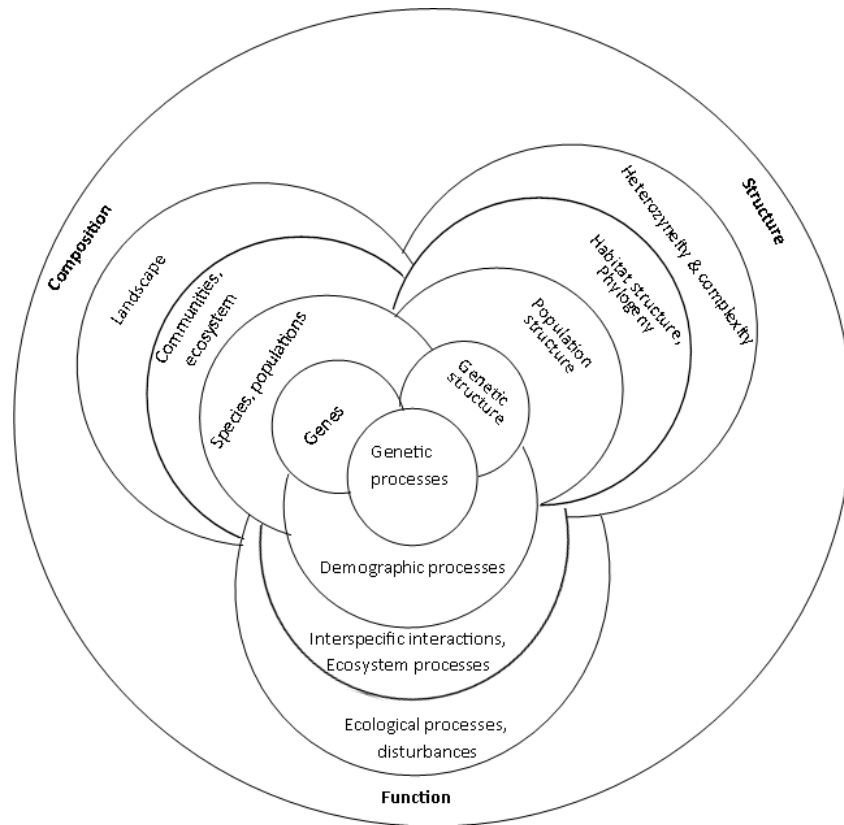 Composition
Landscape
Communities,
ecosystem
Species, populations
Genes
Structure
Heterozyneity & complexity
Habitat structure,
Phylogeny
Population
structure
Genetic
structure
Genetic
processes
Demographic processes
Interspecific interactions,
Ecosystem processes
Ecological processes,
disturbances
Function